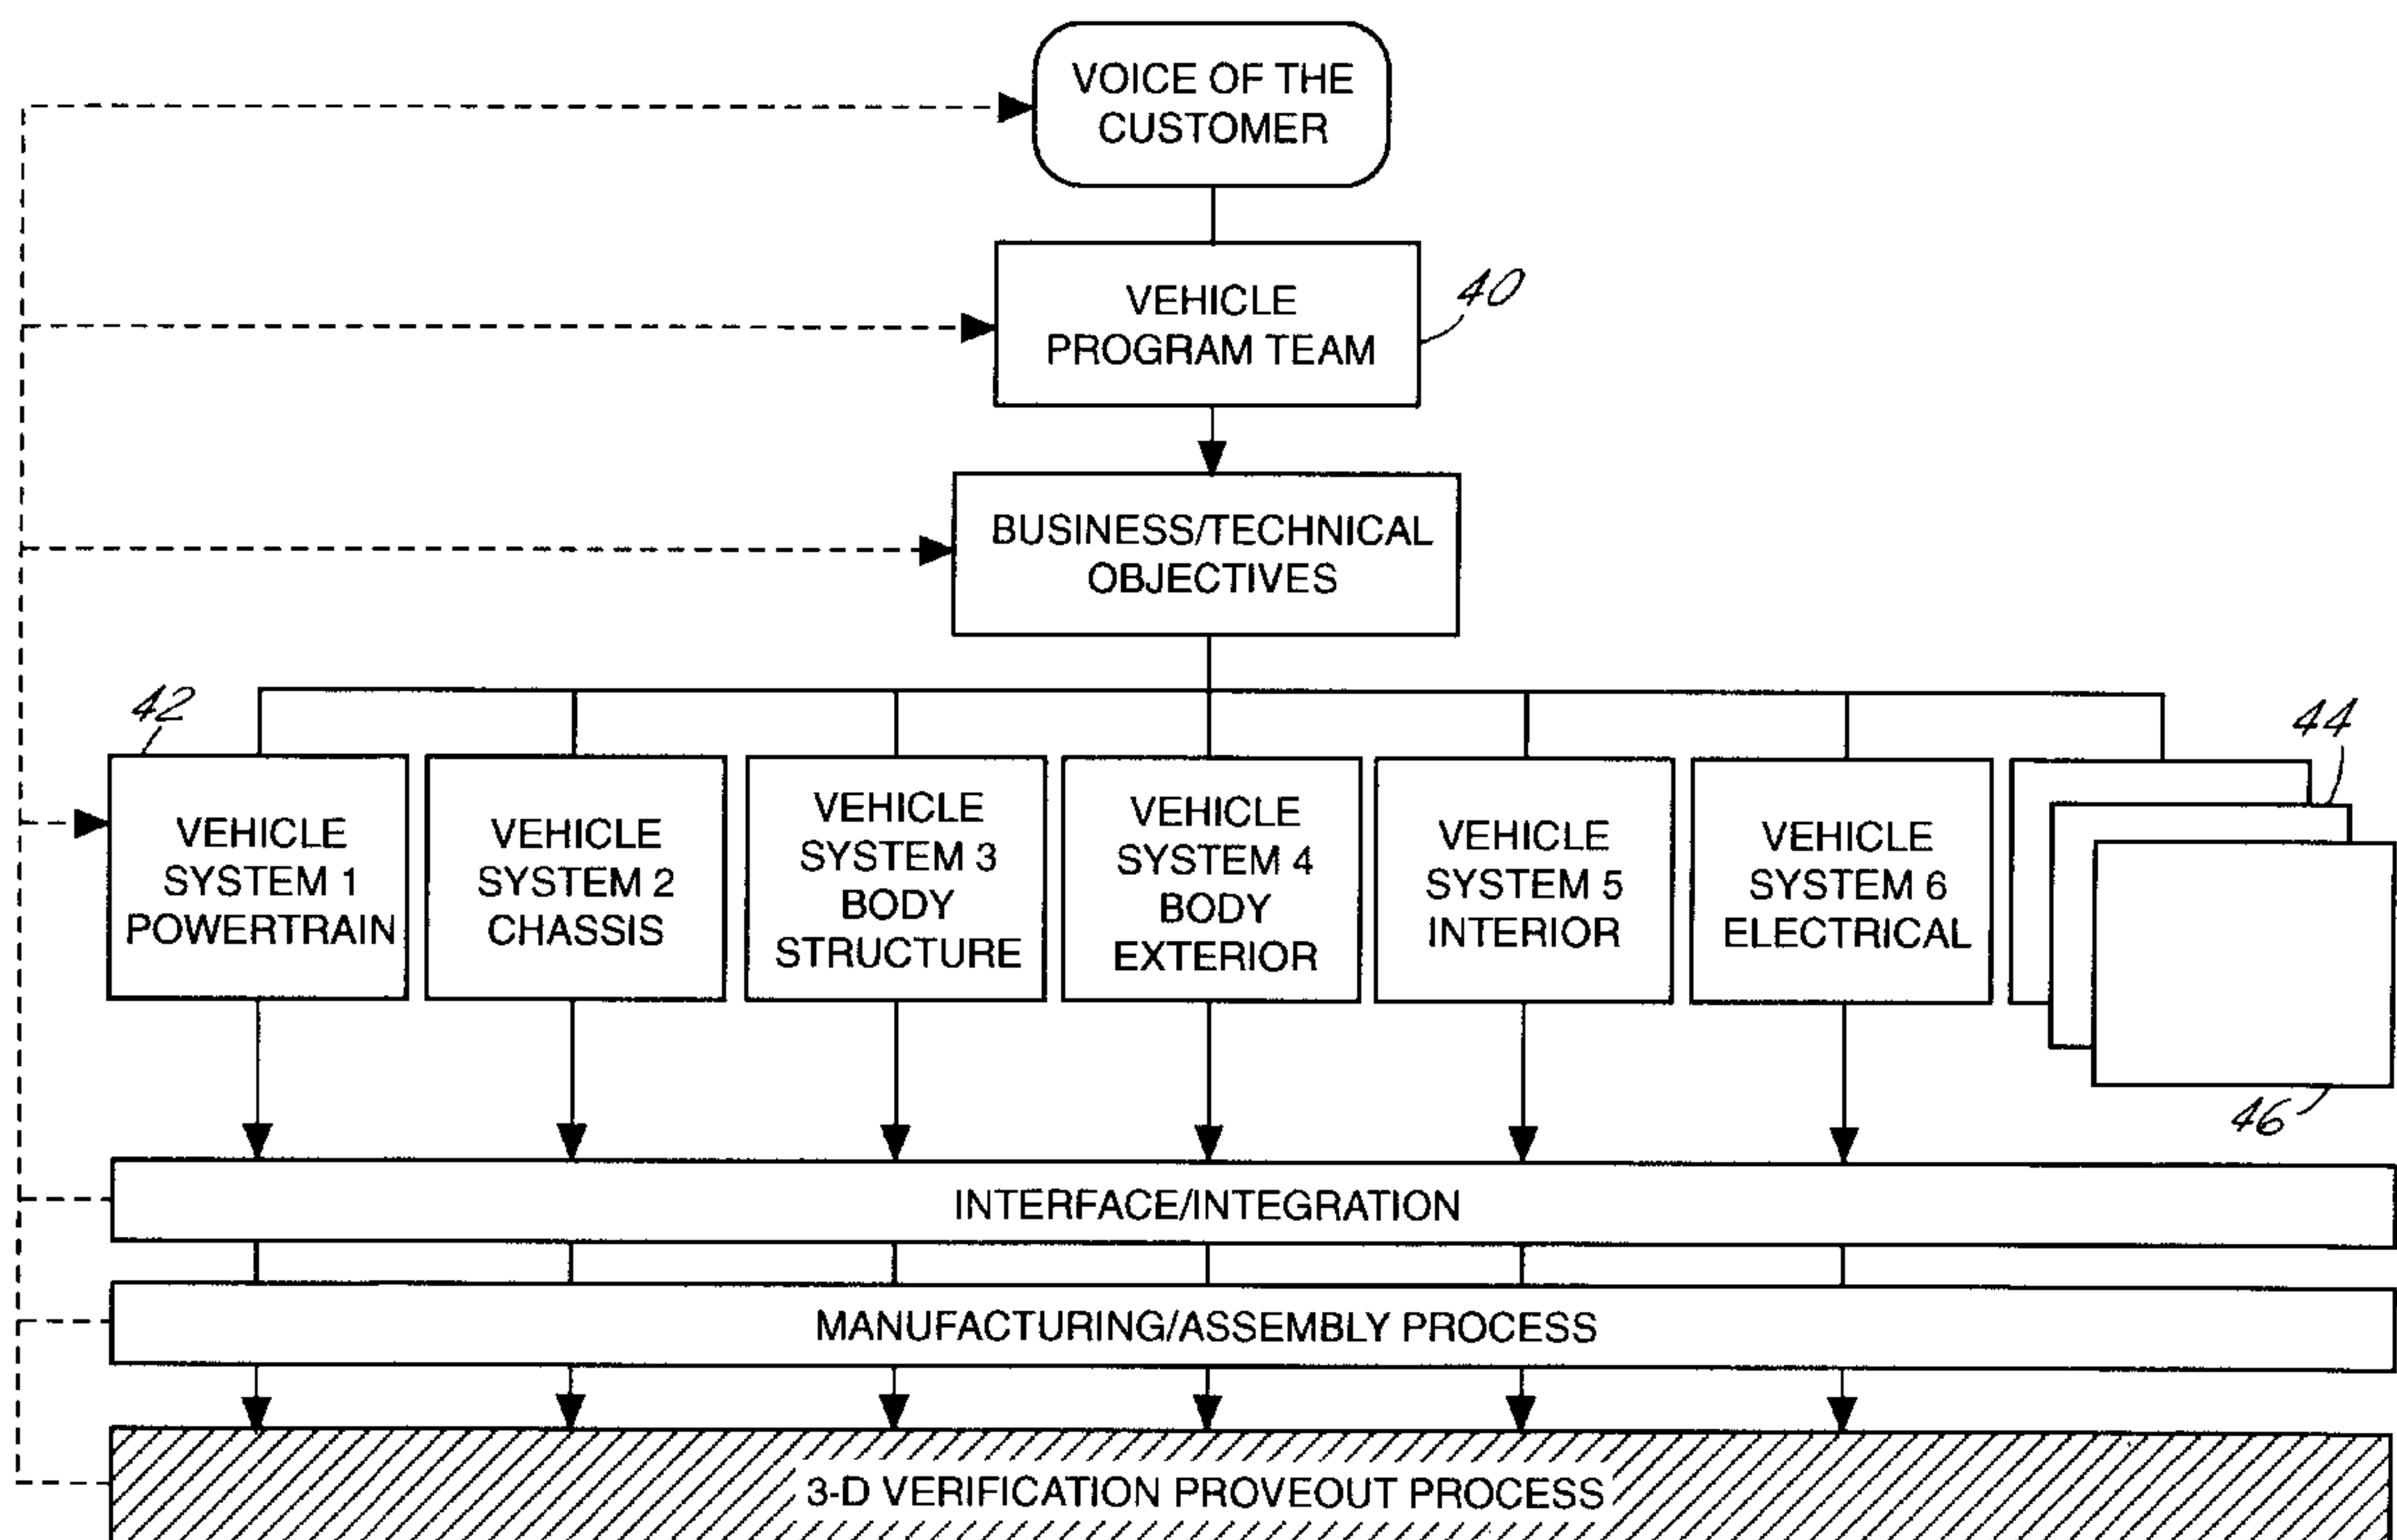 VOICE OF THE
CUSTOMER
VEHICLE
PROGRAM TEAM
40
BUSINESS/TECHNICAL
OBJECTIVES
42
44
VEHICLE
SYSTEM 1
POWERTRAIN
VEHICLE
SYSTEM 2
CHASSIS
VEHICLE
SYSTEM 3
BODY
STRUCTURE
VEHICLE
SYSTEM 4
BODY
EXTERIOR
VEHICLE
SYSTEM 5
INTERIOR
VEHICLE
SYSTEM 6
ELECTRICAL
46
INTERFACE/INTEGRATION
MANUFACTURING/ASSEMBLY PROCESS
3-D VERIFICATION PROVEOUT PROCESS